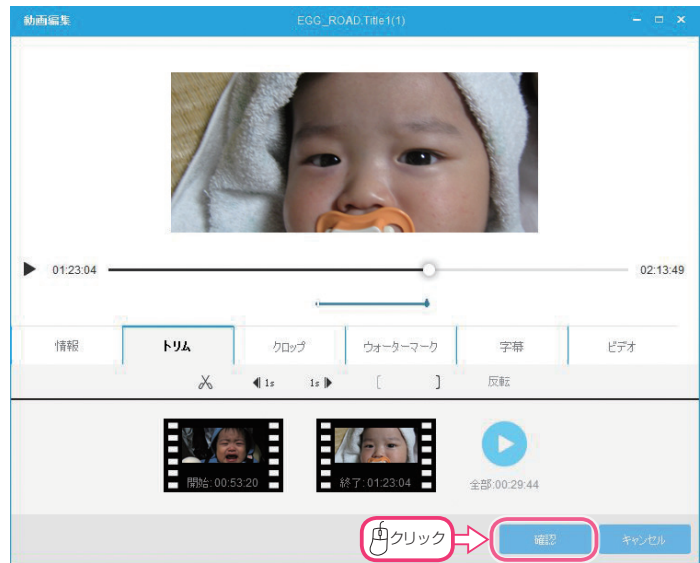 動画編集 EGG_ROAD.Title1(1)
01:23:04 02:13:49
情報 トリム クロップ ウォーターマーク 字幕 ビデオ
1s 1s [ ] 反転
開始:00:53:20 終了:01:23:04 全部:00:29:44
クリック 確認 キャンセル